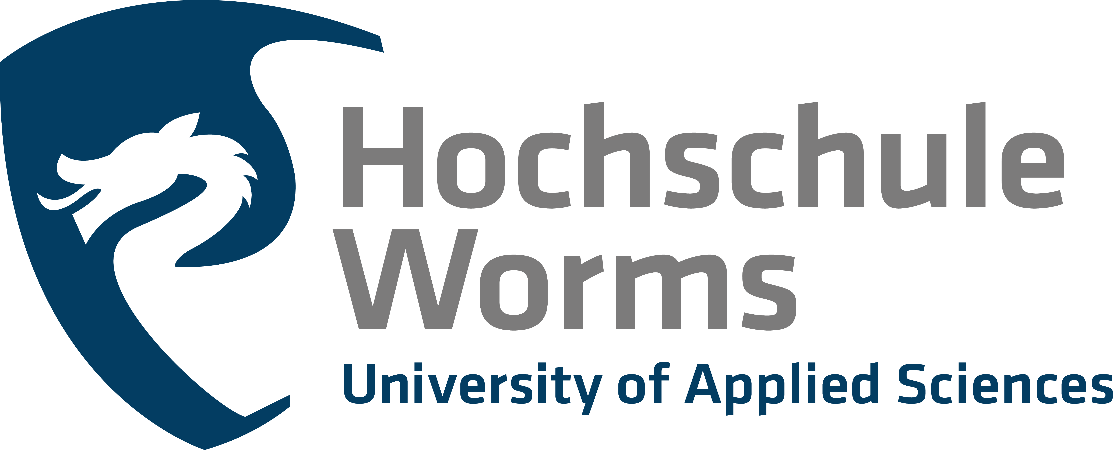 Hochschule
Worms
University of Applied Sciences